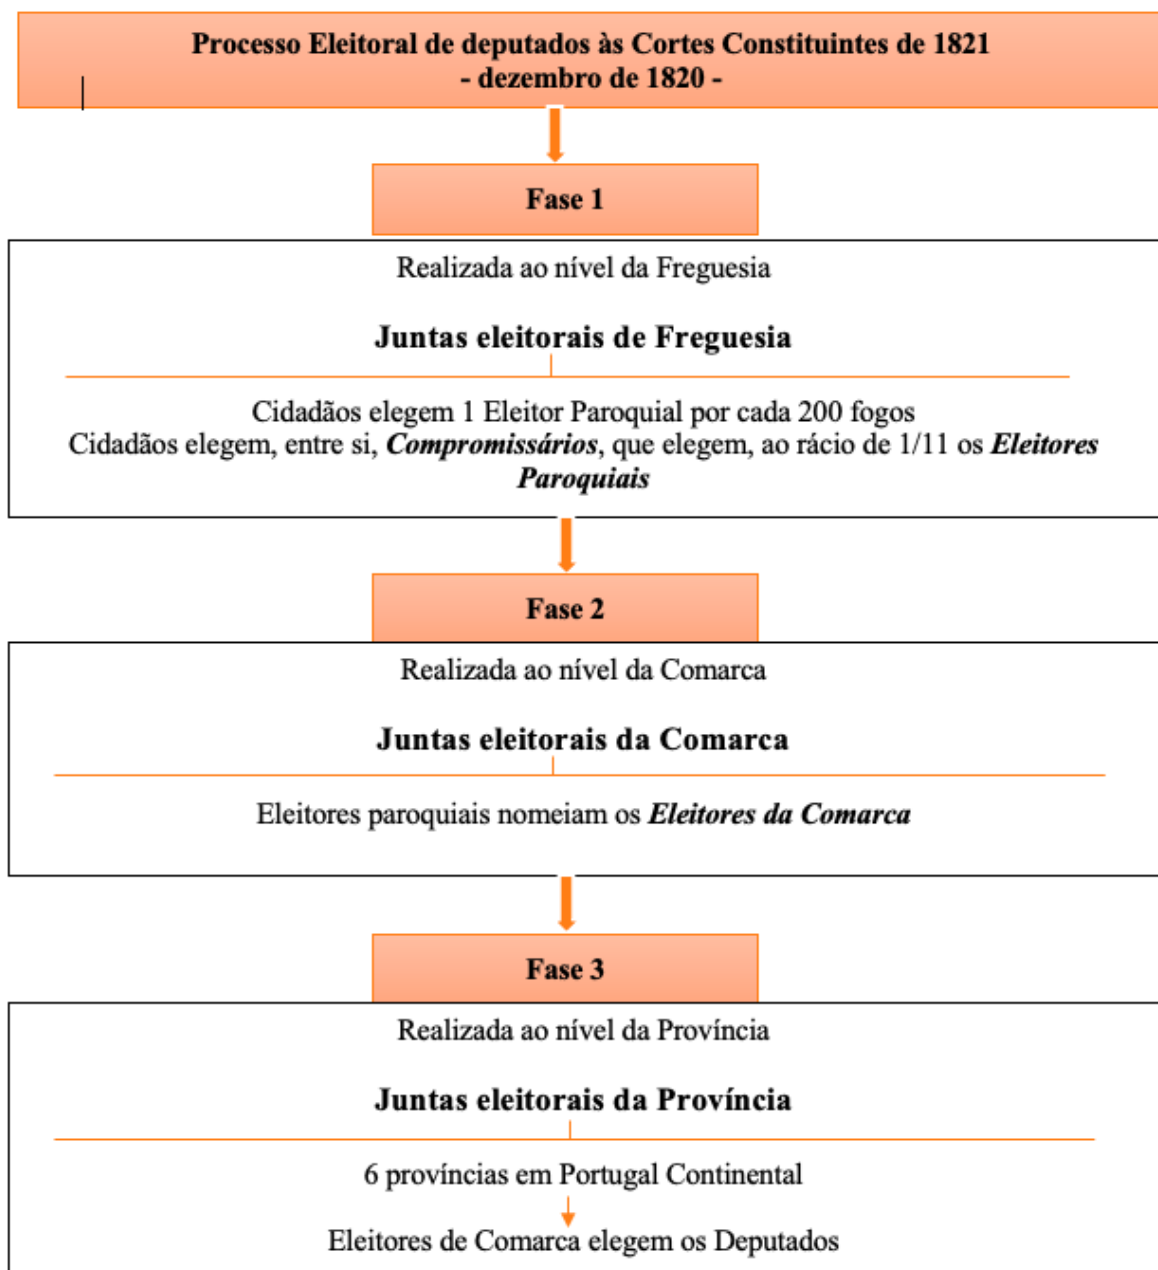 Processo Eleitoral de deputados às Cortes Constituintes de 1821
- dezembro de 1820 -
Fase 1
Realizada ao nível da Freguesia
Juntas eleitorais de Freguesia
Cidadãos elegem 1 Eleitor Paroquial por cada 200 fogos
Cidadãos elegem, entre si, Compromissários, que elegem, ao rácio de 1/11 os Eleitores
Paroquiais
Fase 2
Realizada ao nível da Comarca
Juntas eleitorais da Comarca
Eleitores paroquiais nomeiam os Eleitores da Comarca
Fase 3
Realizada ao nível da Província
Juntas eleitorais da Província
6 províncias em Portugal Continental
Eleitores de Comarca elegem os Deputados